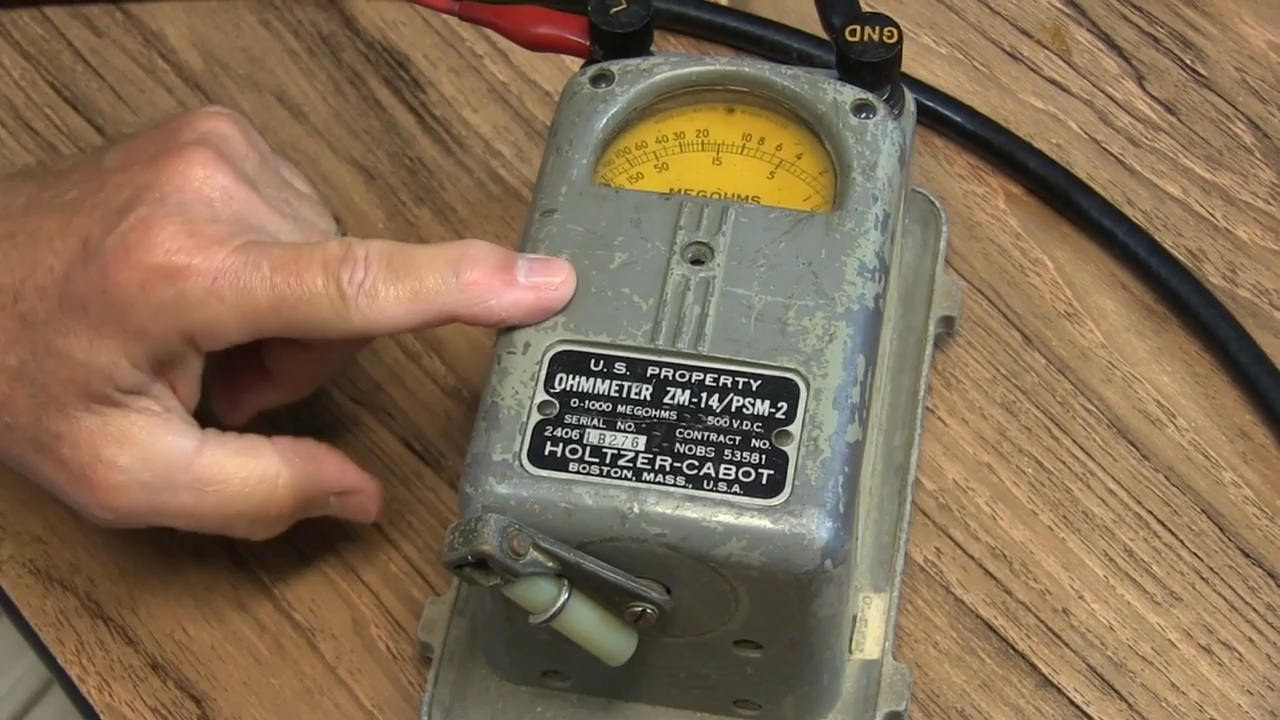 GND
100 60 40 30 20 10 8 6 4
150 50 15 5
MEGOHMS
U.S. PROPERTY
OHMMETER ZM-14/PSM-2
0-1000 MEGOHMS 500 V.D.C.
SERIAL NO. CONTRACT NO.
2406 LB276 NOBS 53581
HOLTZER-CABOT
BOSTON, MASS., U.S.A.